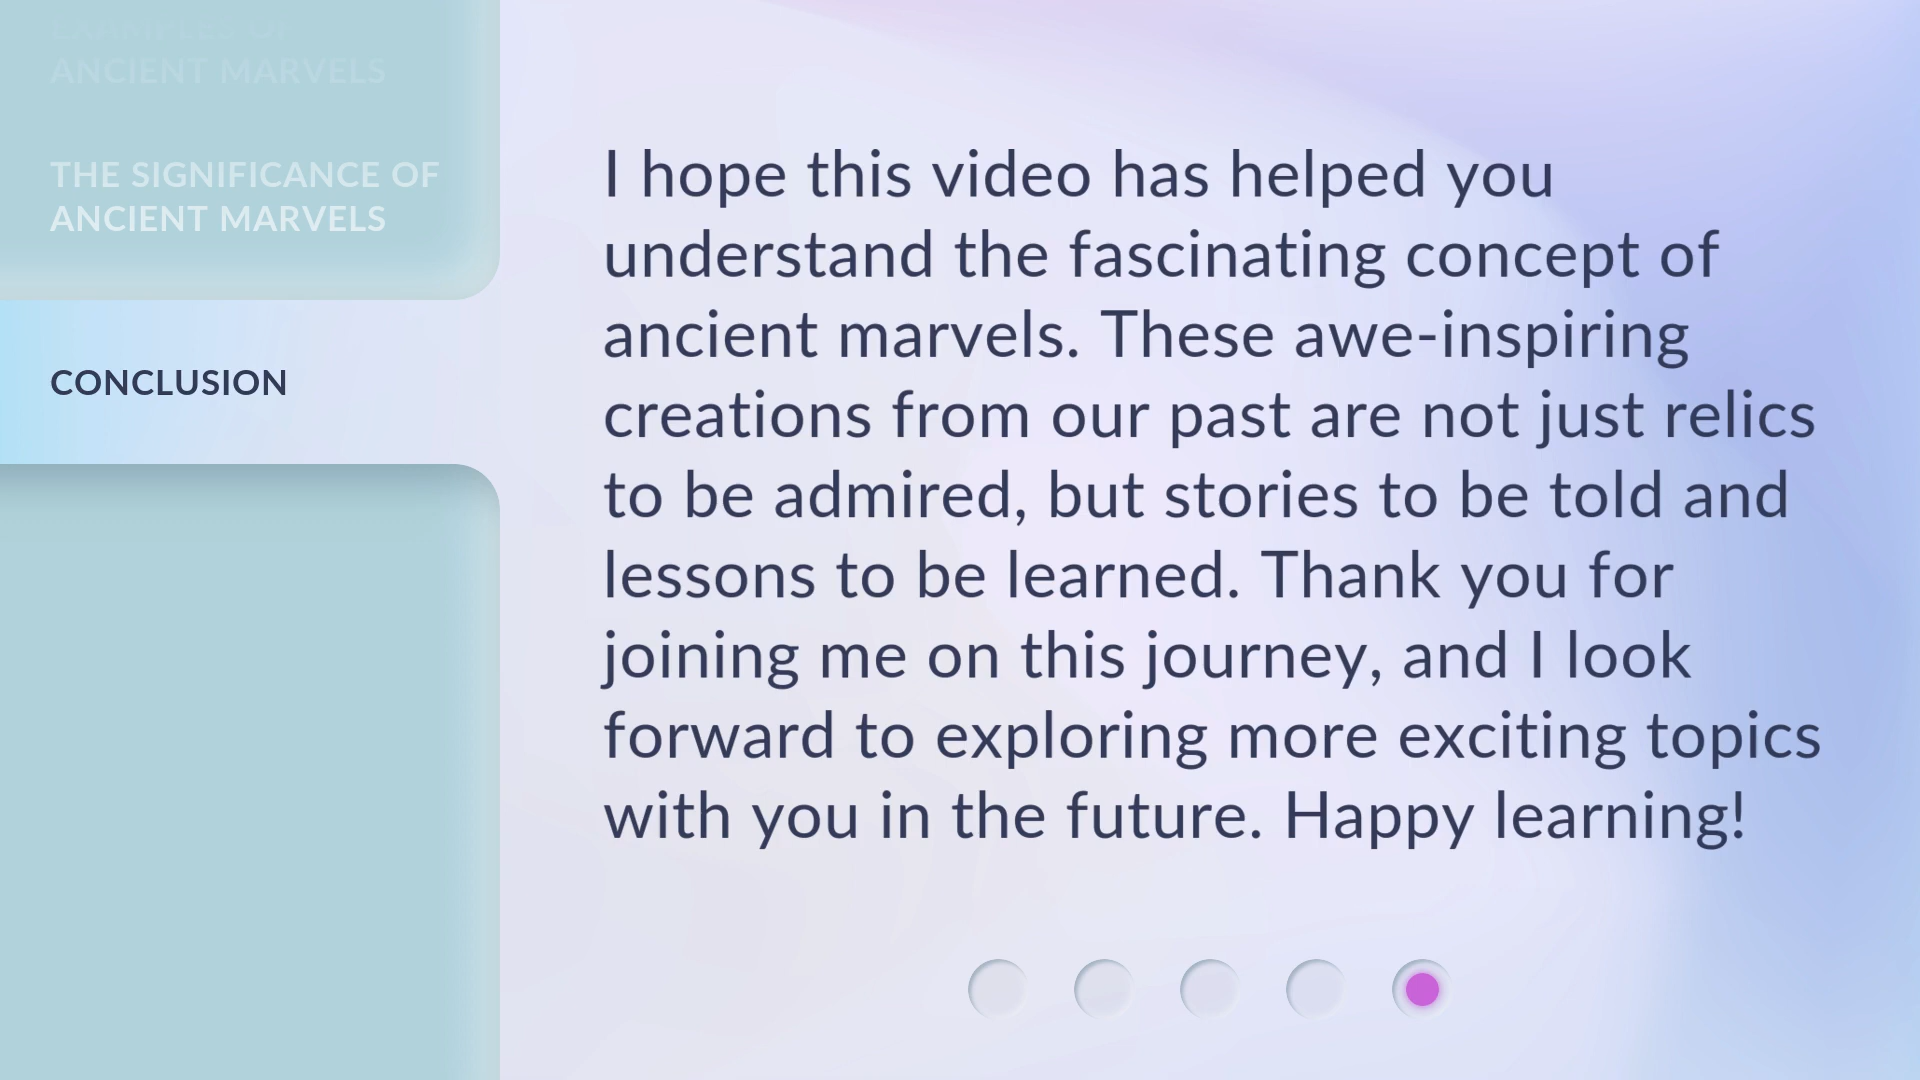 EXAMPLES OF
ANCIENT MARVELS
THE SIGNIFICANCE OF
ANCIENT MARVELS
CONCLUSION
I hope this video has helped you
understand the fascinating concept of
ancient marvels. These awe-inspiring
creations from our past are not just relics
to be admired, but stories to be told and
lessons to be learned. Thank you for
joining me on this journey, and I look
forward to exploring more exciting topics
with you in the future. Happy learning!